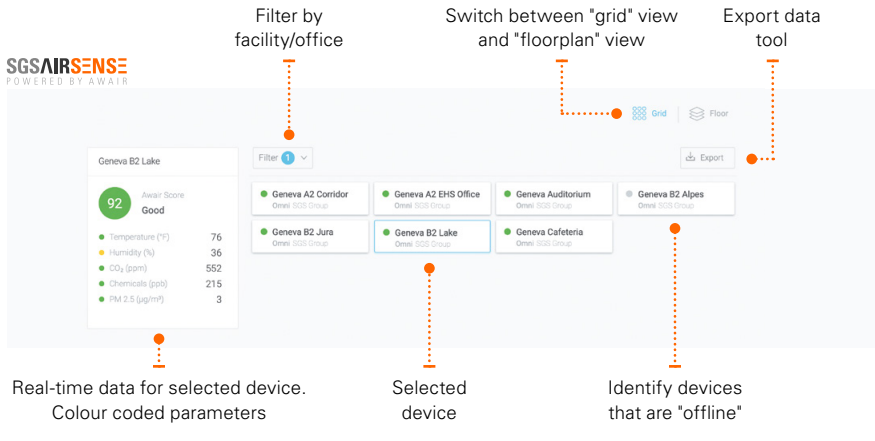 Filter by
facility/office
Switch between "grid" view
and "floorplan" view
Export data
tool
SGSAIRSENSE
POWERED BY AWAIR
Grid
Floor
Geneva B2 Lake
Filter 1
Export
92
Awair Score
Good
Temperature (°F) 76
Humidity (%) 36
CO₂ (ppm) 552
Chemicals (ppb) 215
PM 2.5 (µg/m³) 3
Geneva A2 Corridor
Omni SGS Group
Geneva A2 EHS Office
Omni SGS Group
Geneva Auditorium
Omni SGS Group
Geneva B2 Alpes
Omni SGS Group
Geneva B2 Jura
Omni SGS Group
Geneva B2 Lake
Omni SGS Group
Geneva Cafeteria
Omni SGS Group
Real-time data for selected device.
Colour coded parameters
Selected
device
Identify devices
that are "offline"